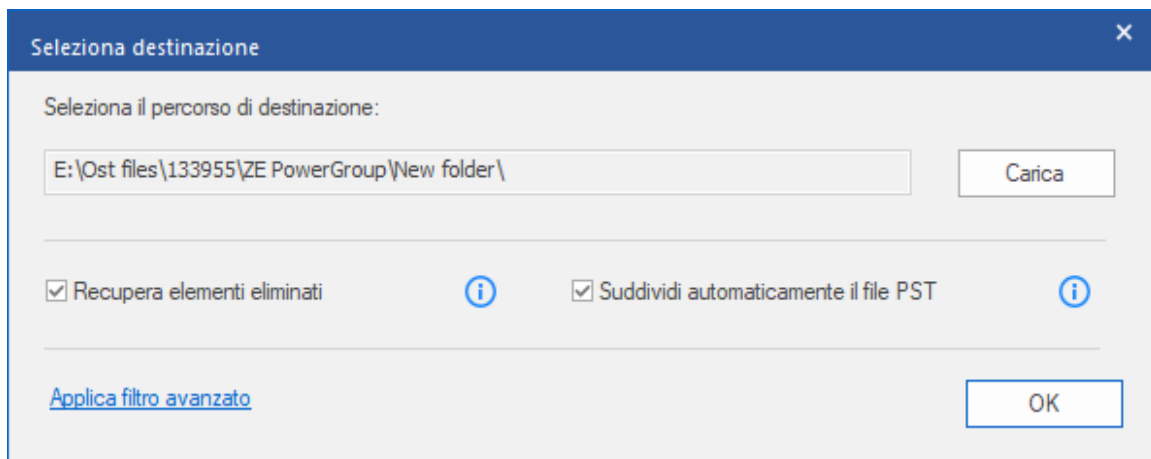 Seleziona destinazione
Seleziona il percorso di destinazione:
E:\Ost files\133955\ZE PowerGroup\New folder\
Carica
Recupera elementi eliminati
Suddividi automaticamente il file PST
Applica filtro avanzato
OK